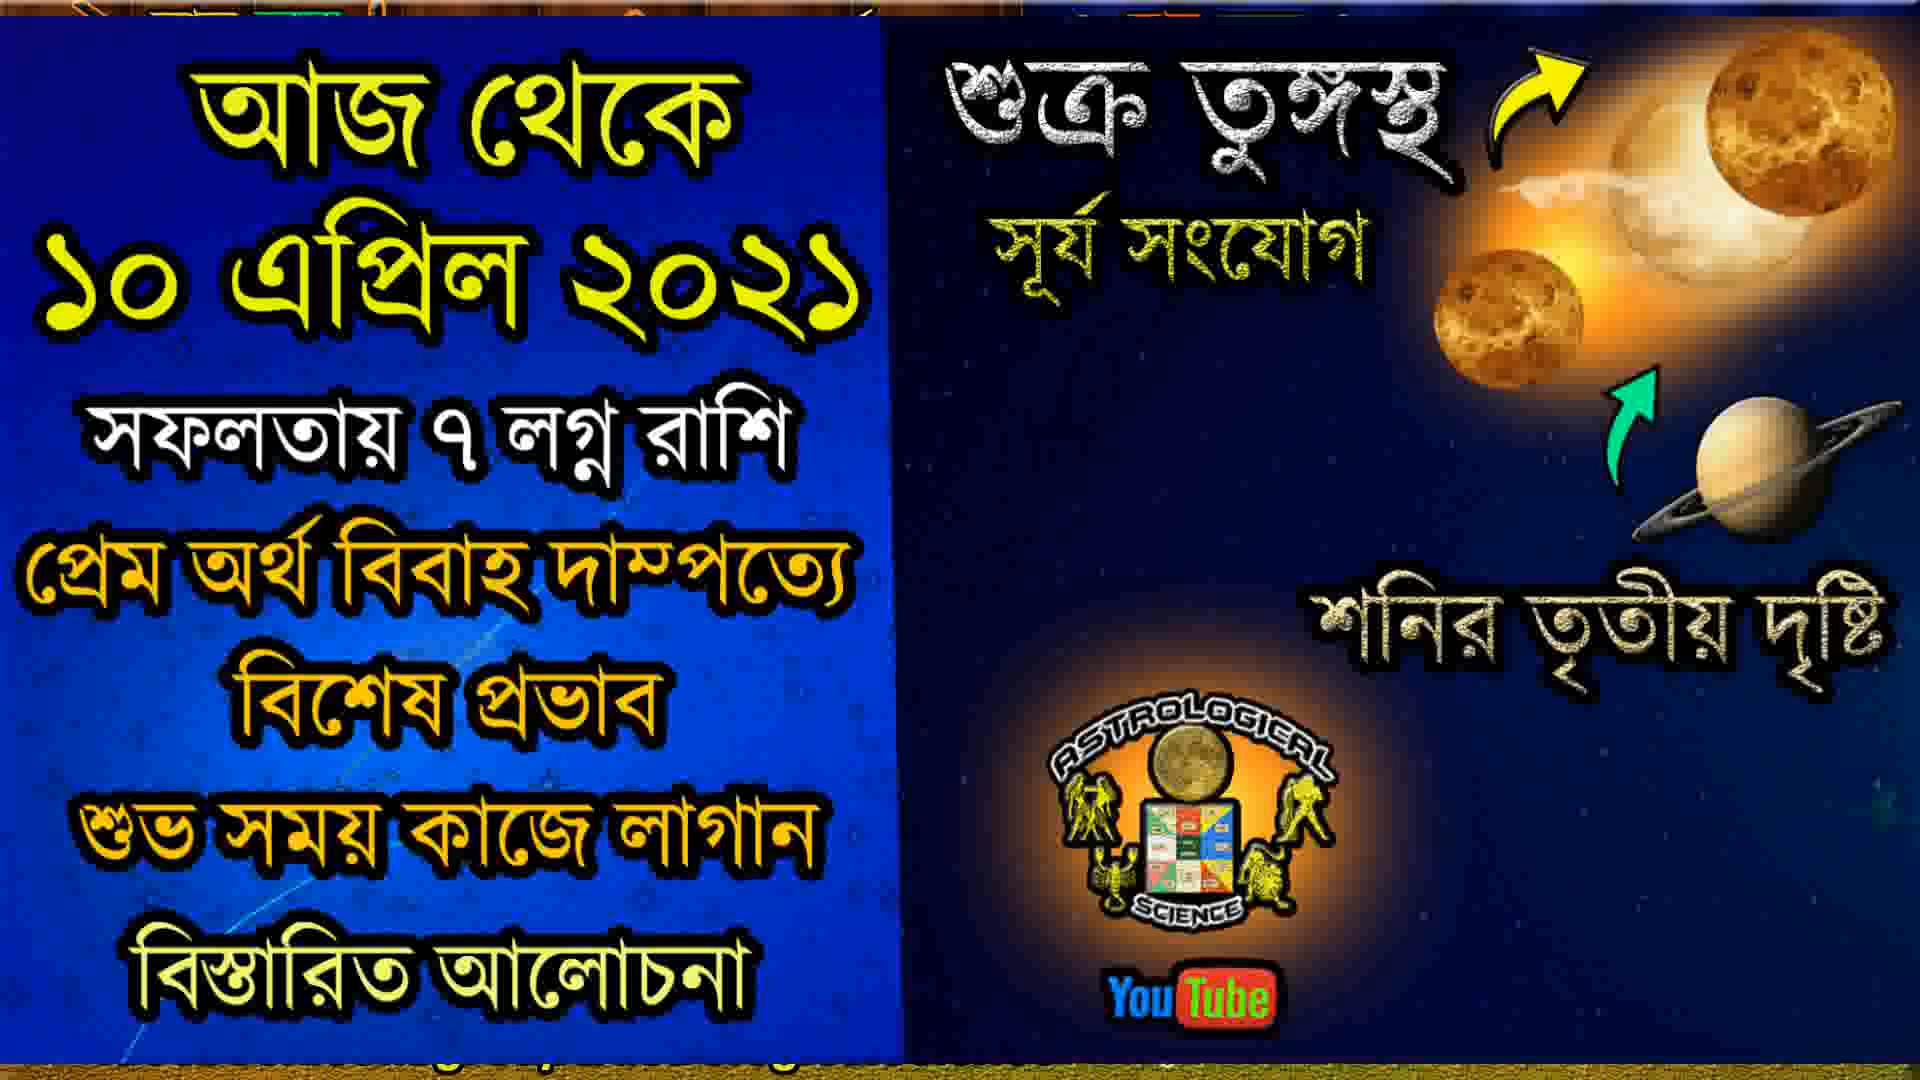 আজ থেকে
১০ এপ্রিল ২০২১
সফলতায় ৭ লগ্ন রাশি
প্রেম অর্থ বিবাহ দাম্পত্যে
বিশেষ প্রভাব
শুভ সময় কাজে লাগান
বিস্তারিত আলোচনা
শুক্র তুঙ্গস্থ
সূর্য সংযোগ
শনির তৃতীয় দৃষ্টি
ASTROLOGICAL
SCIENCE
YouTube